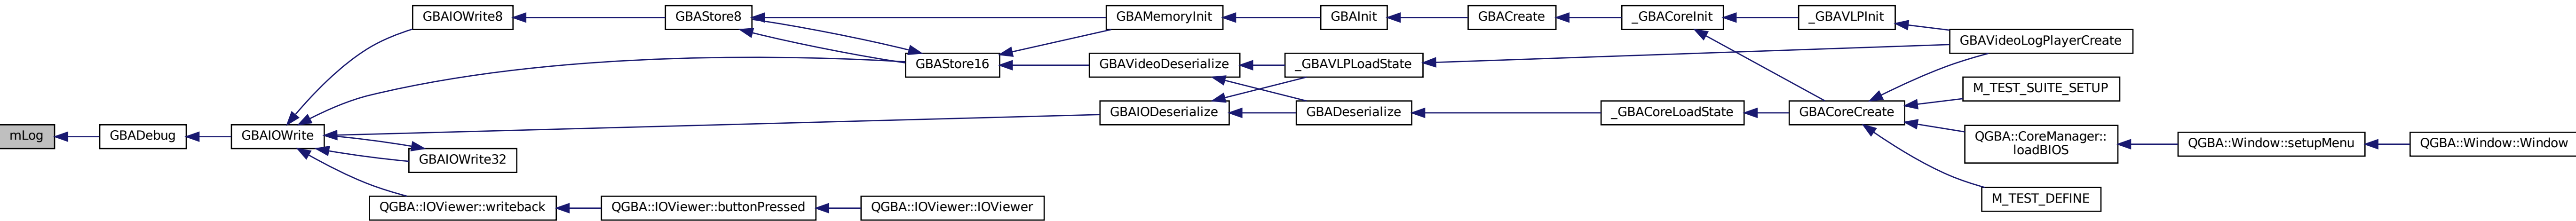 GBAIOWrite8
GBAStore8
GBAMemoryInit
GBAInit
GBACreate
_GBACoreInit
_GBAVLPInit
GBAVideoLogPlayerCreate
GBAStore16
GBAVideoDeserialize
_GBAVLPLoadState
M_TEST_SUITE_SETUP
GBAIODeserialize
GBADeserialize
_GBACoreLoadState
GBACoreCreate
mLog
GBADebug
GBAIOWrite
QGBA::CoreManager::
loadBIOS
QGBA::Window::setupMenu
QGBA::Window::Window
GBAIOWrite32
M_TEST_DEFINE
QGBA::IOViewer::writeback
QGBA::IOViewer::buttonPressed
QGBA::IOViewer::IOViewer